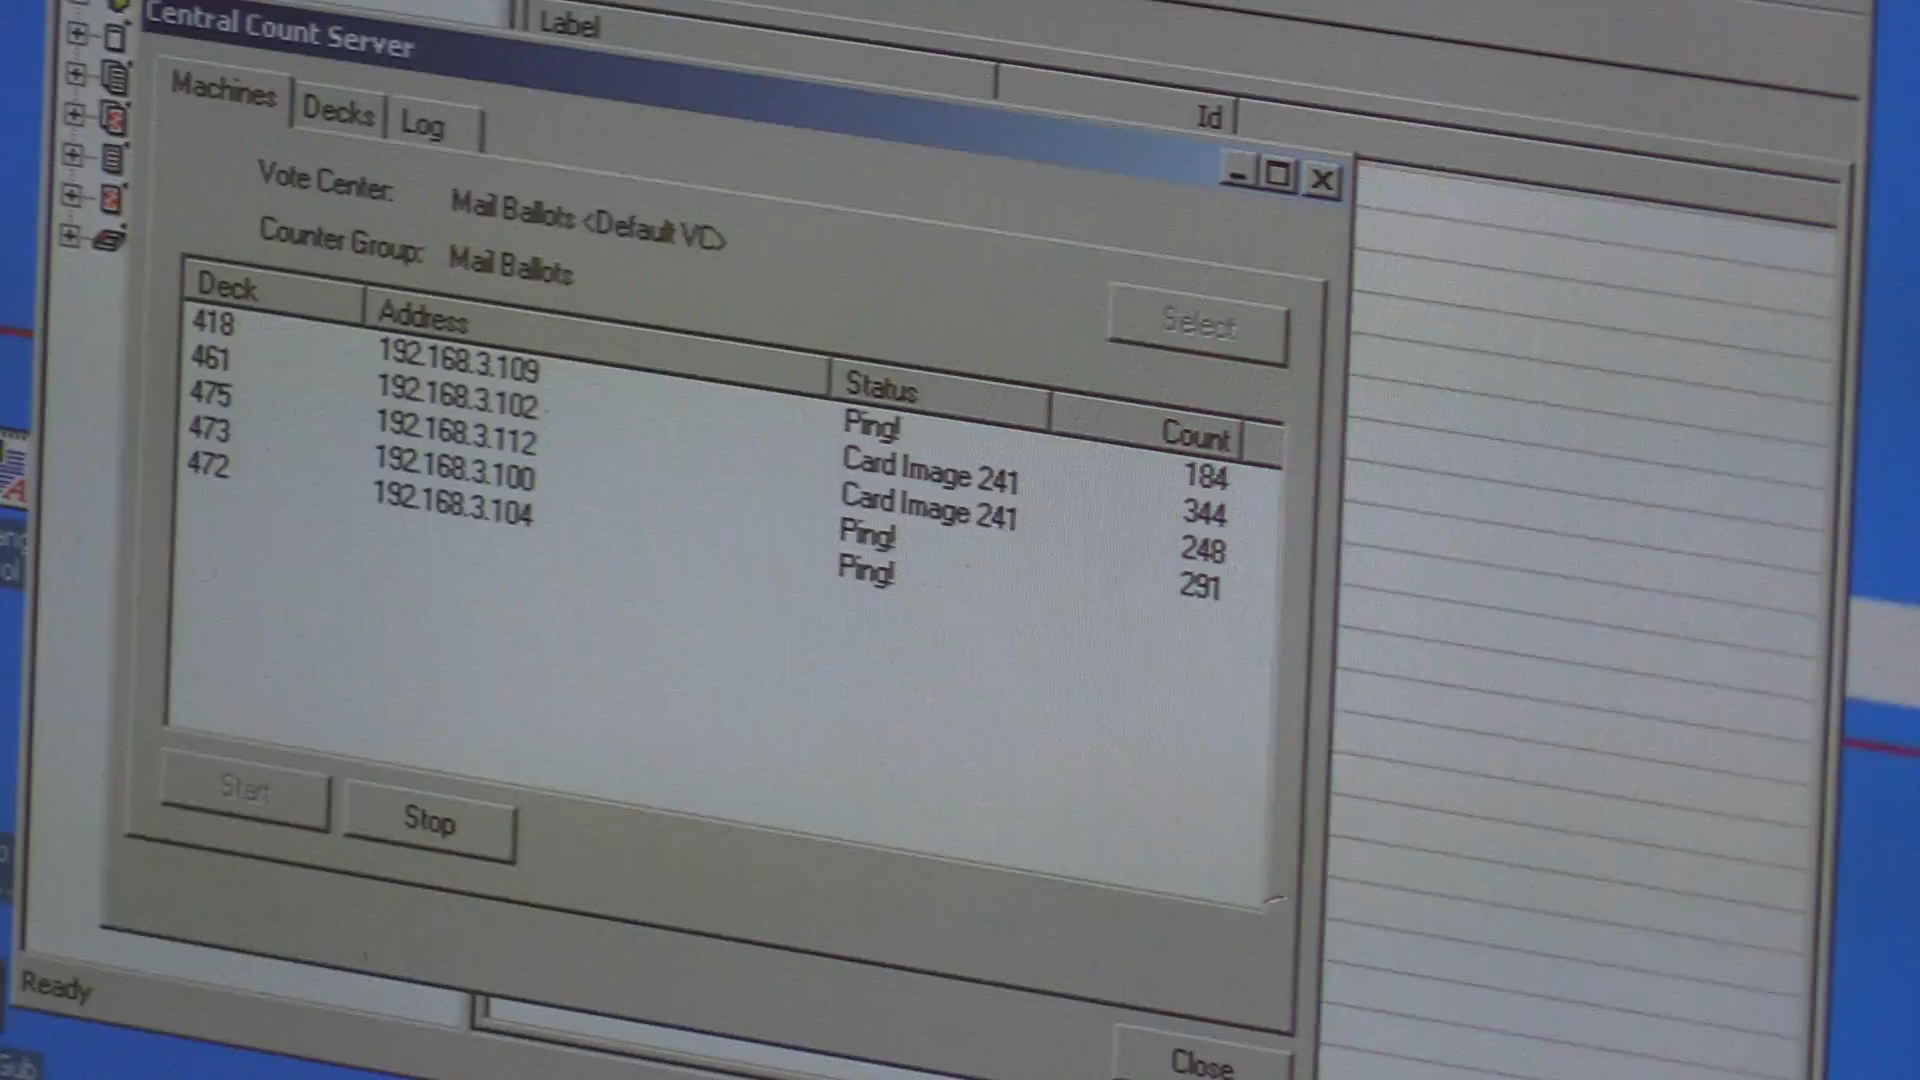 Label
Id
Central Count Server
Machines Decks Log
Vote Center: Mail Ballots <Default VC>
Counter Group: Mail Ballots
Select
Deck Address Status Count
418 192.168.3.109 Ping! 184
461 192.168.3.102 Card Image 241 344
475 192.168.3.112 Card Image 241 248
473 192.168.3.100 Ping! 291
472 192.168.3.104 Ping!
Start Stop
Close
Ready